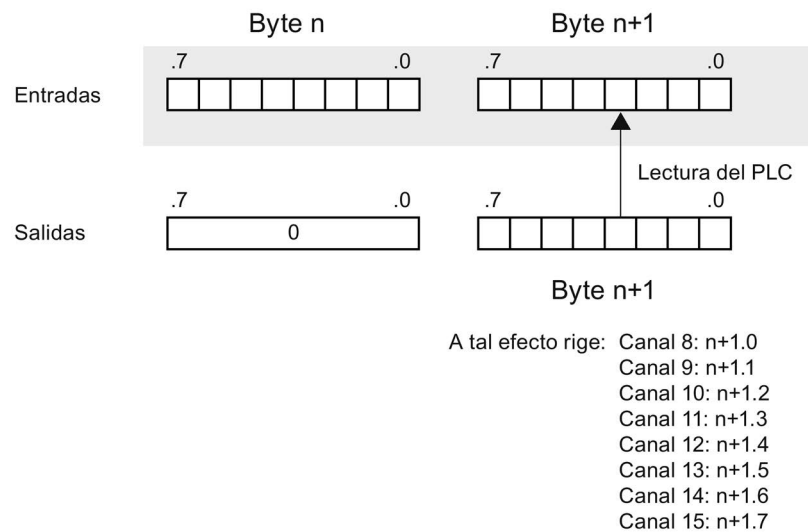 Byte n Byte n+1
.7 .0 .7 .0
Entradas
Lectura del PLC
.7 .0 .7 .0
Salidas 0
Byte n+1
A tal efecto rige: Canal 8: n+1.0
Canal 9: n+1.1
Canal 10: n+1.2
Canal 11: n+1.3
Canal 12: n+1.4
Canal 13: n+1.5
Canal 14: n+1.6
Canal 15: n+1.7